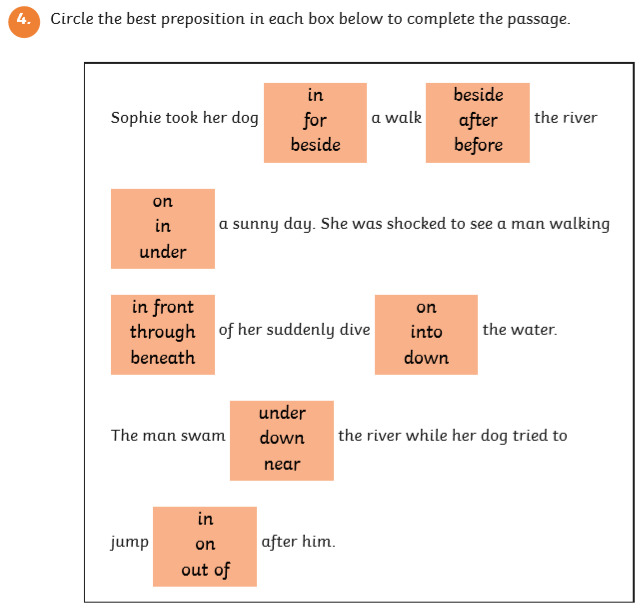 4. Circle the best preposition in each box below to complete the passage.
in
for
beside
beside
after
before
Sophie took her dog a walk the river
on
in
under
a sunny day. She was shocked to see a man walking
in front
through
beneath
on
into
down
of her suddenly dive the water.
under
down
near
The man swam the river while her dog tried to
in
on
out of
jump after him.